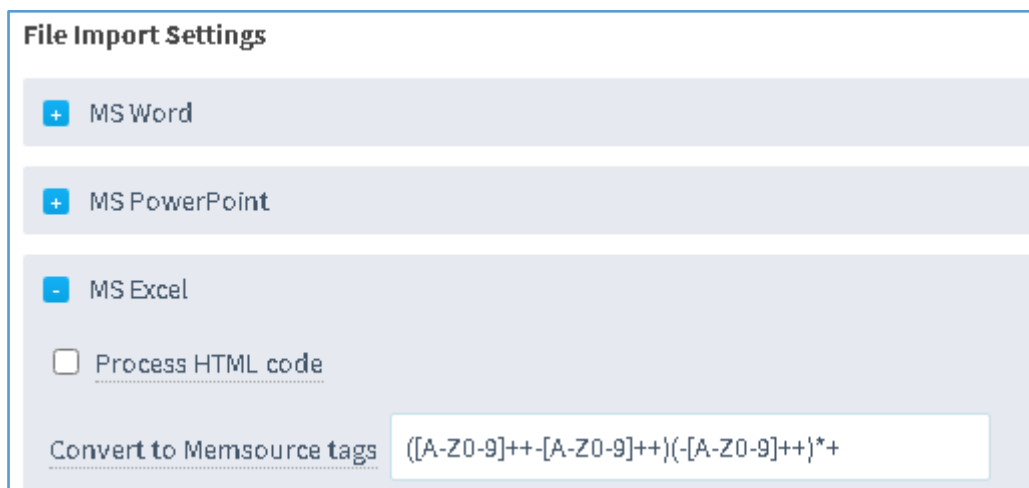 File Import Settings
+ MS Word
+ MS PowerPoint
- MS Excel
Process HTML code
Convert to Memsource tags ([A-Z0-9]++-[A-Z0-9]++)(-[A-Z0-9]++)*+